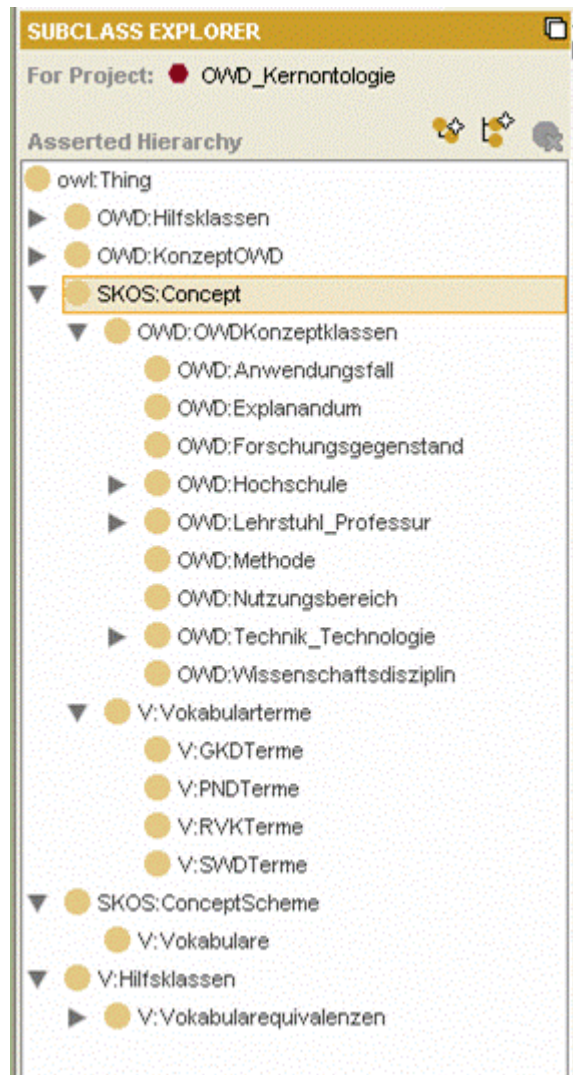 SUBCLASS EXPLORER
For Project: OWD_Kernontologie
Asserted Hierarchy
owl:Thing
OWD:Hilfsklassen
OWD:KonzeptOWD
SKOS:Concept
OWD:OWDKonzeptklassen
OWD:Anwendungsfall
OWD:Explanandum
OWD:Forschungsgegenstand
OWD:Hochschule
OWD:Lehrstuhl_Professur
OWD:Methode
OWD:Nutzungsbereich
OWD:Technik_Technologie
OWD:Wissenschaftsdisziplin
V:Vokabularterme
V:GKDTerme
V:PNDTerme
V:RVKTerme
V:SWDTerme
SKOS:ConceptScheme
V:Vokabulare
V:Hilfsklassen
V:Vokabularequivalenzen